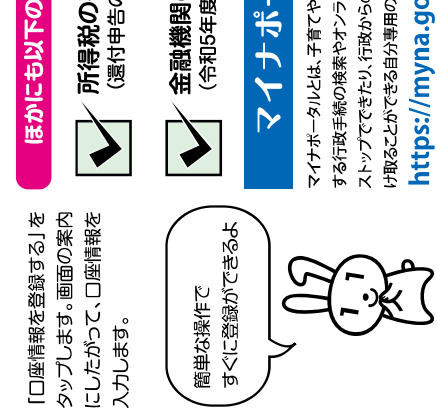 「口座情報を登録する」を
タップします。画面の案内
にしたがって、口座情報を
入力します。
簡単な操作で
すぐに登録ができるよ
ほかにも以下の
所得税の
（還付申告の
金融機関
（令和5年度
マイナポー
マイナポータルとは、子育てや
する行政手続の検索やオンラ
ストップでできたり、行政からの
け取ることができる自分専用の
https://myna.go